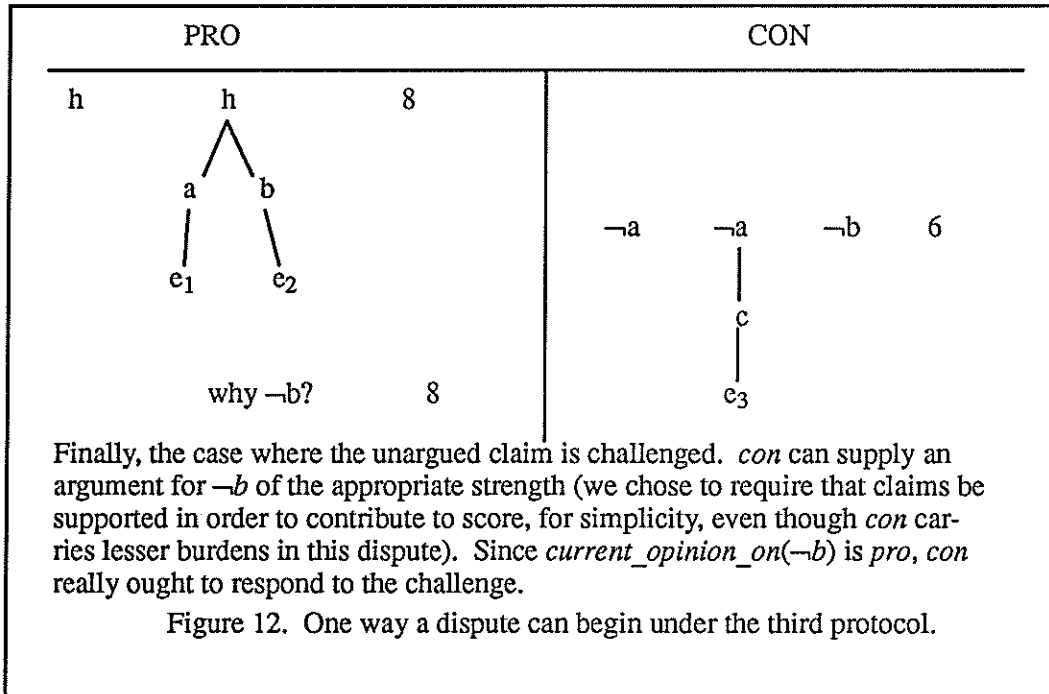 PRO CON
h h 8
a b
¬a ¬a ¬b 6
e1 e2
c
why ¬b? 8 e3
Finally, the case where the unargued claim is challenged. con can supply an
argument for ¬b of the appropriate strength (we chose to require that claims be
supported in order to contribute to score, for simplicity, even though con car-
ries lesser burdens in this dispute). Since current_opinion_on(¬b) is pro, con
really ought to respond to the challenge.
Figure 12. One way a dispute can begin under the third protocol.